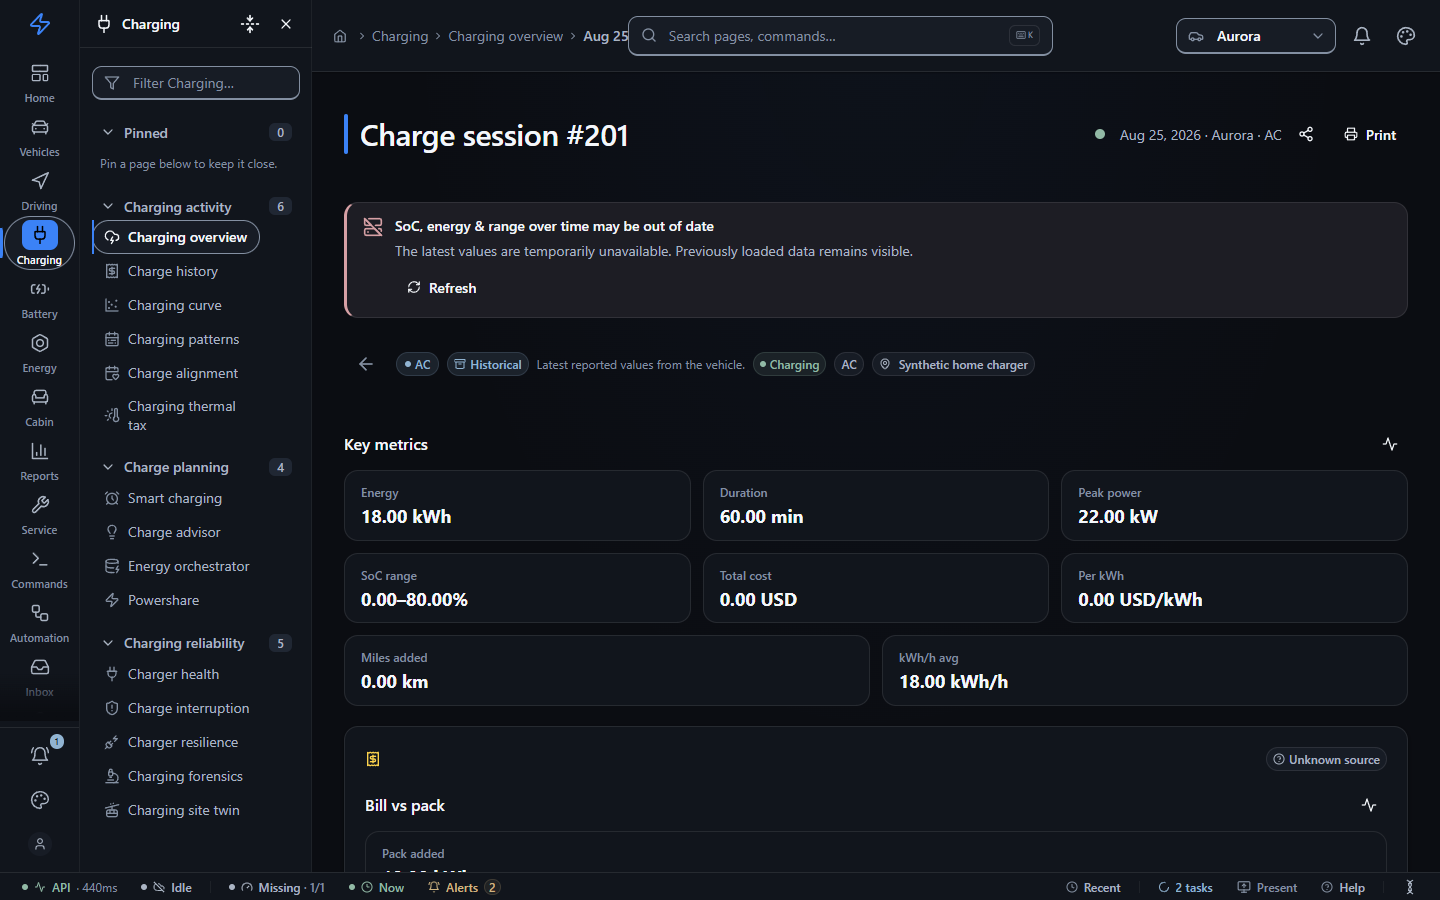 Charging
Charging
Charging overview
Aug 25
Search pages, commands...
K
Aurora
Home
Vehicles
Driving
Charging
Battery
Energy
Cabin
Reports
Service
Commands
Automation
Inbox
1
Filter Charging...
Pinned 0
Pin a page below to keep it close.
Charging activity 6
Charging overview
Charge history
Charging curve
Charging patterns
Charge alignment
Charging thermal
tax
Charge planning 4
Smart charging
Charge advisor
Energy orchestrator
Powershare
Charging reliability 5
Charger health
Charge interruption
Charger resilience
Charging forensics
Charging site twin
Charge session #201
Aug 25, 2026 · Aurora · AC
Print
SoC, energy & range over time may be out of date
The latest values are temporarily unavailable. Previously loaded data remains visible.
Refresh
AC Historical Latest reported values from the vehicle. Charging AC Synthetic home charger
Key metrics
Energy
18.00 kWh
Duration
60.00 min
Peak power
22.00 kW
SoC range
0.00–80.00%
Total cost
0.00 USD
Per kWh
0.00 USD/kWh
Miles added
0.00 km
kWh/h avg
18.00 kWh/h
Unknown source
Bill vs pack
Pack added
API · 440ms Idle Missing · 1/1 Now Alerts 2 Recent 2 tasks Present Help